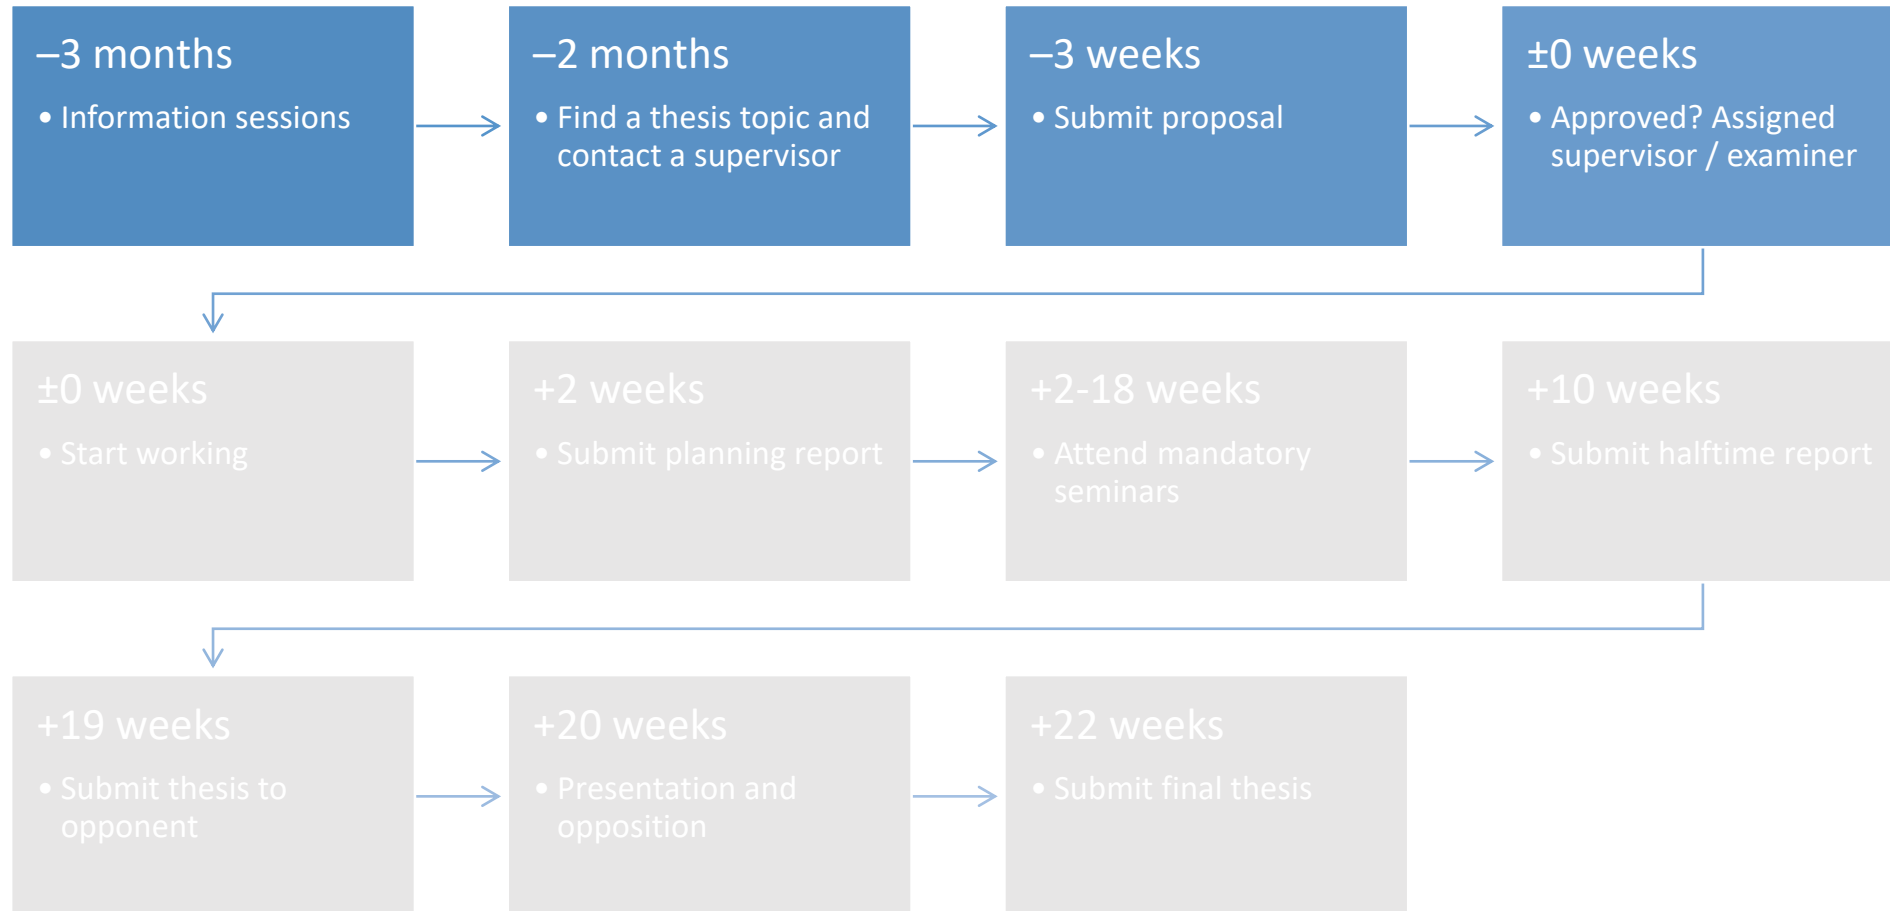 –3 months
• Information sessions
–2 months
• Find a thesis topic and
contact a supervisor
–3 weeks
• Submit proposal
±0 weeks
• Approved? Assigned
supervisor / examiner
±0 weeks
• Start working
+2 weeks
• Submit planning report
+2-18 weeks
• Attend mandatory
seminars
+10 weeks
• Submit halftime report
+19 weeks
• Submit thesis to
opponent
+20 weeks
• Presentation and
opposition
+22 weeks
• Submit final thesis